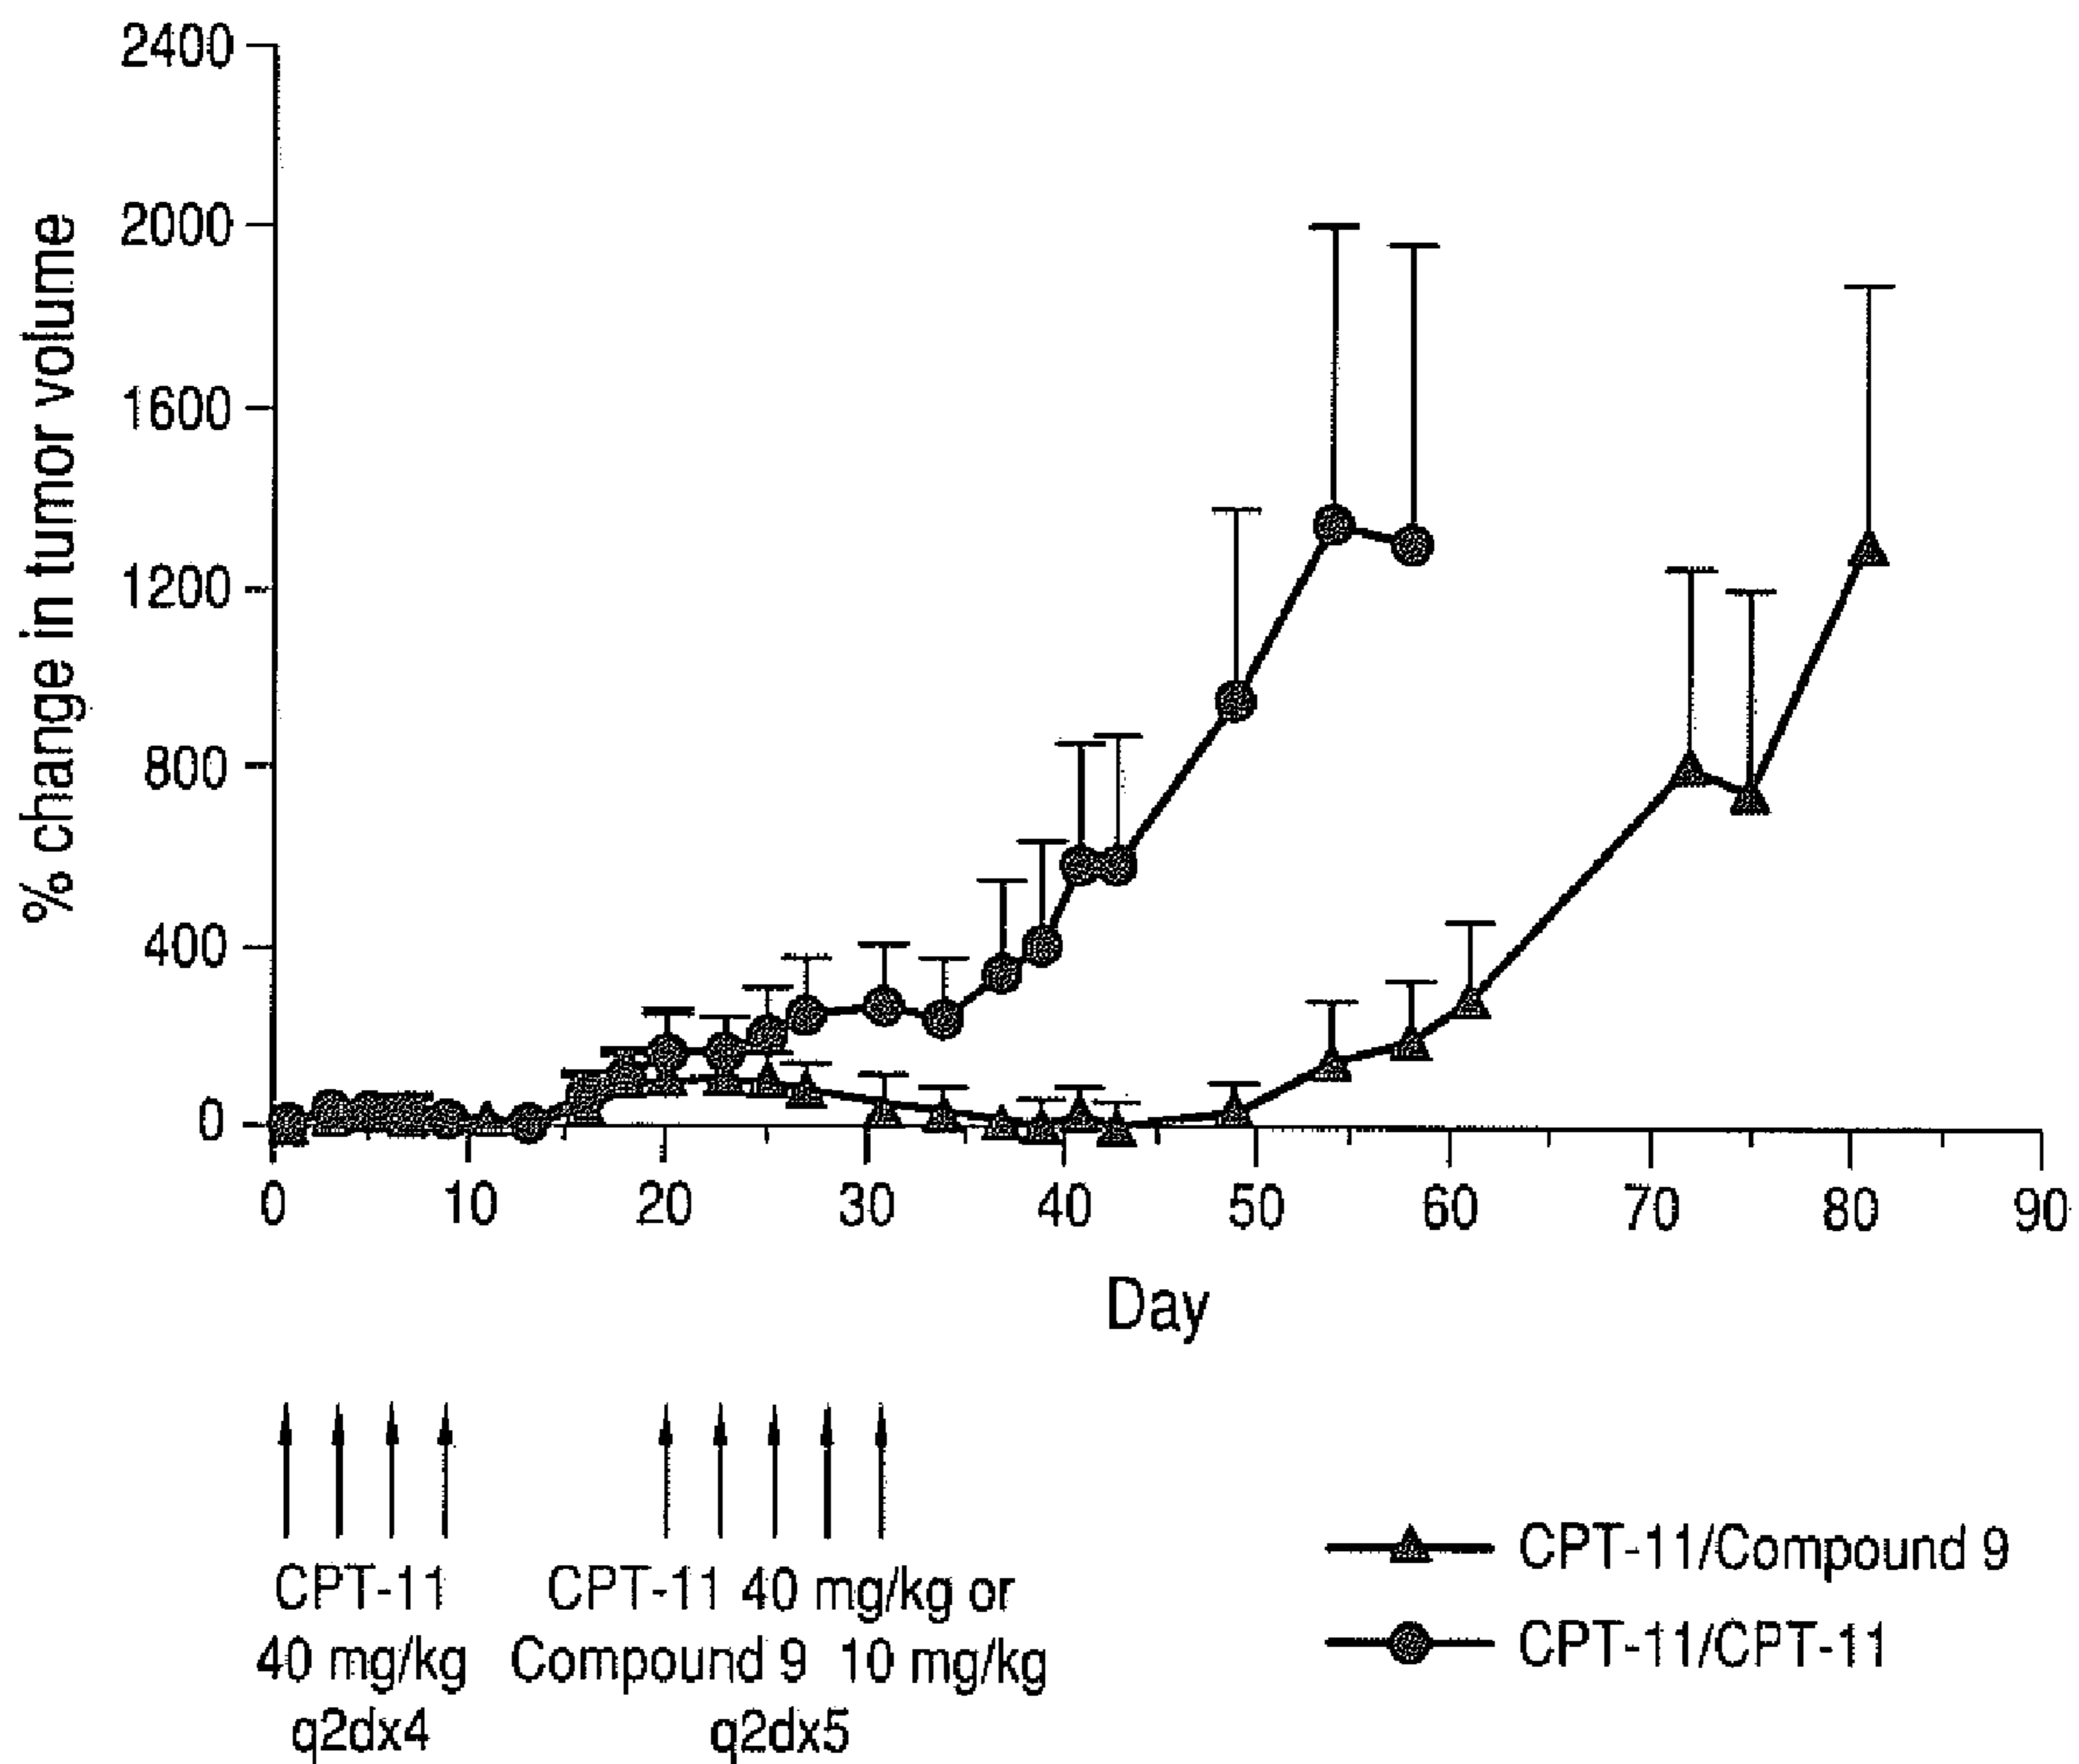 % change in tumor volume
2400
2000
1600
1200
800
400
0
0 10 20 30 40 50 60 70 80 90
Day
CPT-11
40 mg/kg
q2dx4
CPT-11 40 mg/kg or
Compound 9 10 mg/kg
q2dx5
CPT-11/Compound 9
CPT-11/CPT-11